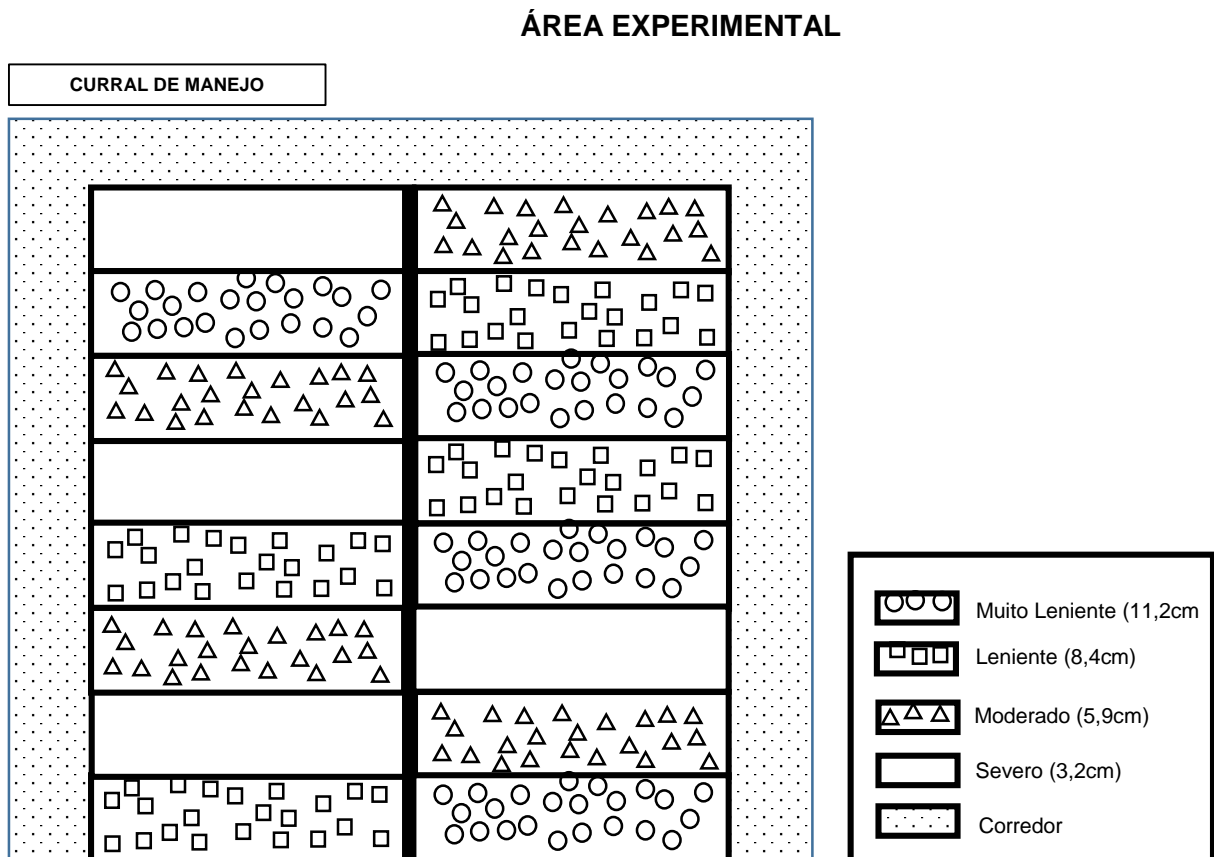 ÁREA EXPERIMENTAL
CURRAL DE MANEJO
Muito Leniente (11,2cm
Leniente (8,4cm)
Moderado (5,9cm)
Severo (3,2cm)
Corredor